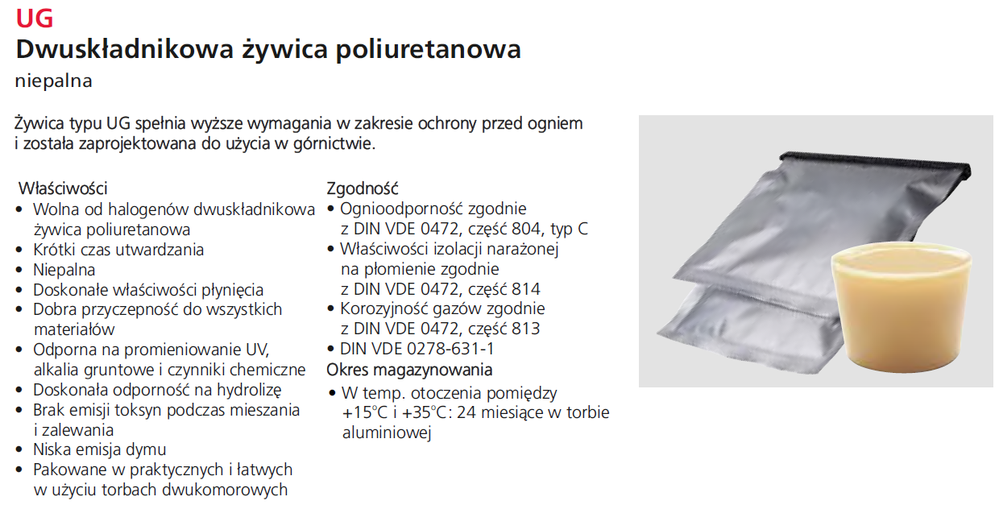 UG
Dwuskładnikowa żywica poliuretanowa
niepalna
Żywica typu UG spełnia wyższe wymagania w zakresie ochrony przed ogniem
i została zaprojektowana do użycia w górnictwie.
Właściwości
• Wolna od halogenów dwuskładnikowa
żywica poliuretanowa
• Krótki czas utwardzania
• Niepalna
• Doskonałe właściwości płynięcia
• Dobra przyczepność do wszystkich
materiałów
• Odporna na promieniowanie UV,
alkalia gruntowe i czynniki chemiczne
• Doskonała odporność na hydrolizę
• Brak emisji toksyn podczas mieszania
i zalewania
• Niska emisja dymu
• Pakowane w praktycznych i łatwych
w użyciu torbach dwukomorowych
Zgodność
• Ognioodporność zgodnie
z DIN VDE 0472, część 804, typ C
• Właściwości izolacji narażonej
na płomienie zgodnie
z DIN VDE 0472, część 814
• Korozyjność gazów zgodnie
z DIN VDE 0472, część 813
• DIN VDE 0278-631-1
Okres magazynowania
• W temp. otoczenia pomiędzy
+15°C i +35°C: 24 miesiące w torbie
aluminiowej